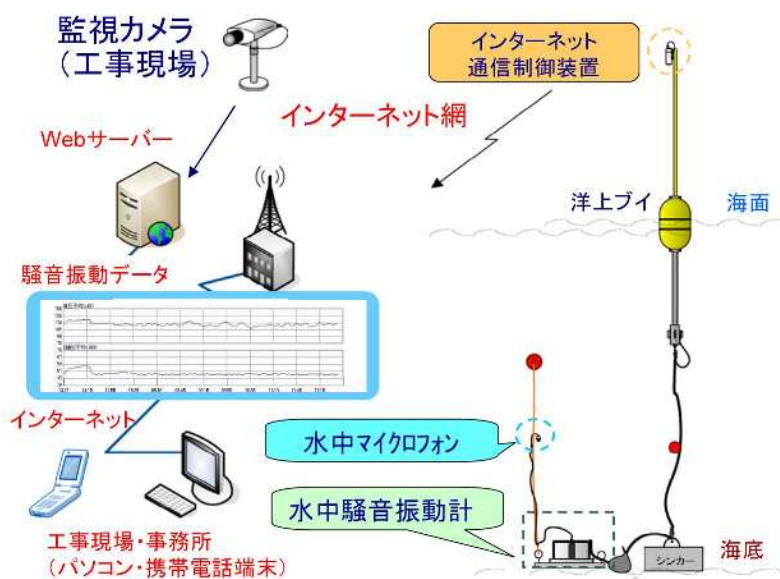 監視カメラ
（工事現場）
インターネット
通信制御装置
インターネット網
Webサーバー
洋上ブイ
海面
騒音振動データ
インターネット
水中マイクロフォン
水中騒音振動計
工事現場・事務所
（パソコン・携帯電話端末）
シンカー
海底